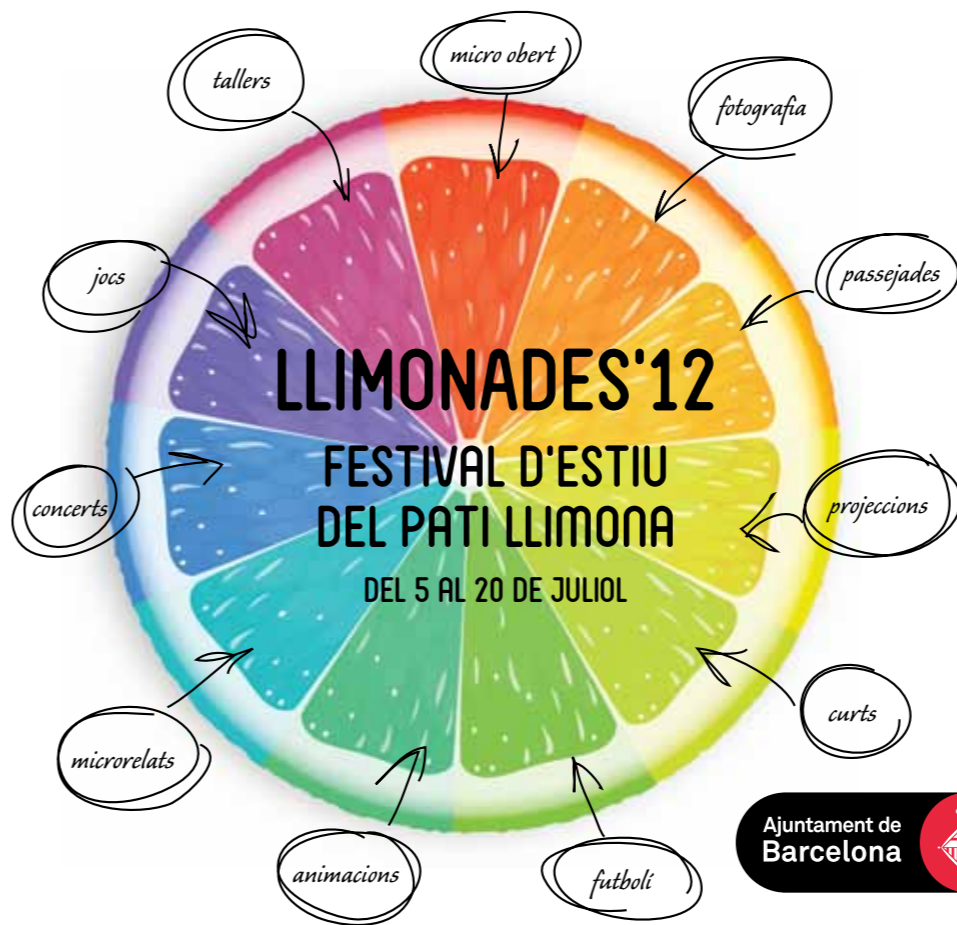 micro obert
tallers
fotografia
jocs
passejades
LLIMONADES'12
FESTIVAL D'ESTIU
DEL PATI LLIMONA
DEL 5 AL 20 DE JULIOL
concerts
projeccions
microrelats
curts
animacions
futbolí
Ajuntament de
Barcelona